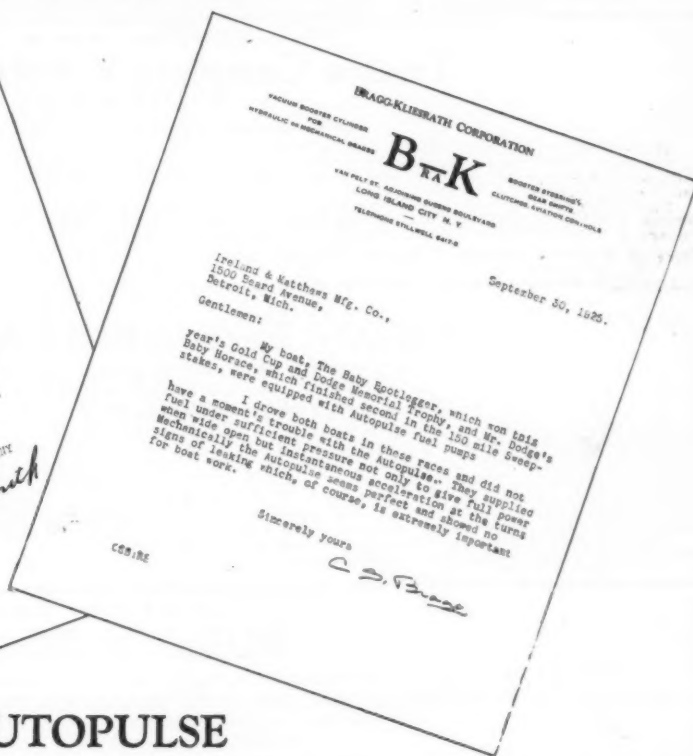 BRAGG-KLIESRATH CORPORATION
VACUUM BOOSTER CYLINDER
FOR
HYDRAULIC OR MECHANICAL BRAKES
B RA K
BOOSTER STEERING,
GEAR SHIFTS
CLUTCHES, AVIATION CONTROLS
VAN PELT ST. ADJOINING QUEENS BOULEVARD
LONG ISLAND CITY N. Y.
TELEPHONE STILLWELL
September 30, 1925.
Ireland & Matthews Mfg. Co.,
1500 Beard Avenue,
Detroit, Mich.
Gentlemen:
My boat, The Baby Bootlegger, which won this
year's Gold Cup and Dodge Memorial Trophy, and Mr. Dodge's
Baby Horace, which finished second in the 150 mile Sweep-
stakes, were equipped with Autopulse fuel pumps
I drove both boats in these races and did not
have a moment's trouble with the Autopulse. They supplied
fuel under sufficient pressure not only to give full power
when wide open but instantaneous acceleration at the turns
Mechanically the Autopulse seems perfect and showed no
signs of leaking which, of course, is extremely important
for boat work.
Sincerely yours
C. S. Bragg
CSB:RE
UTOPULSE